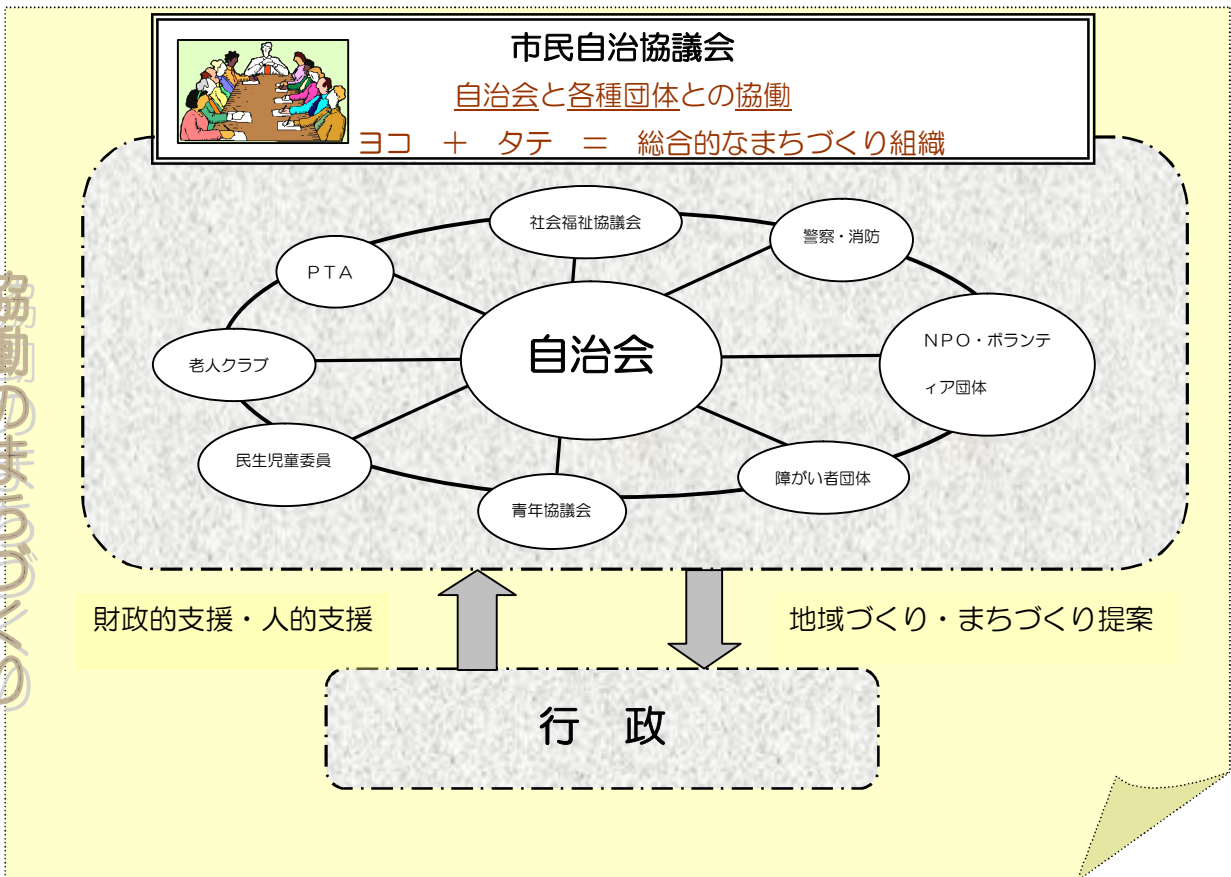 市民自治協議会
自治会と各種団体との協働
ヨコ　＋　タテ　＝　総合的なまちづくり組織
社会福祉協議会
警察・消防
PTA
自治会
NPO・ボランテ
ィア団体
老人クラブ
民生児童委員
障がい者団体
青年協議会
協働のまちづくり
財政的支援・人的支援
地域づくり・まちづくり提案
行　政